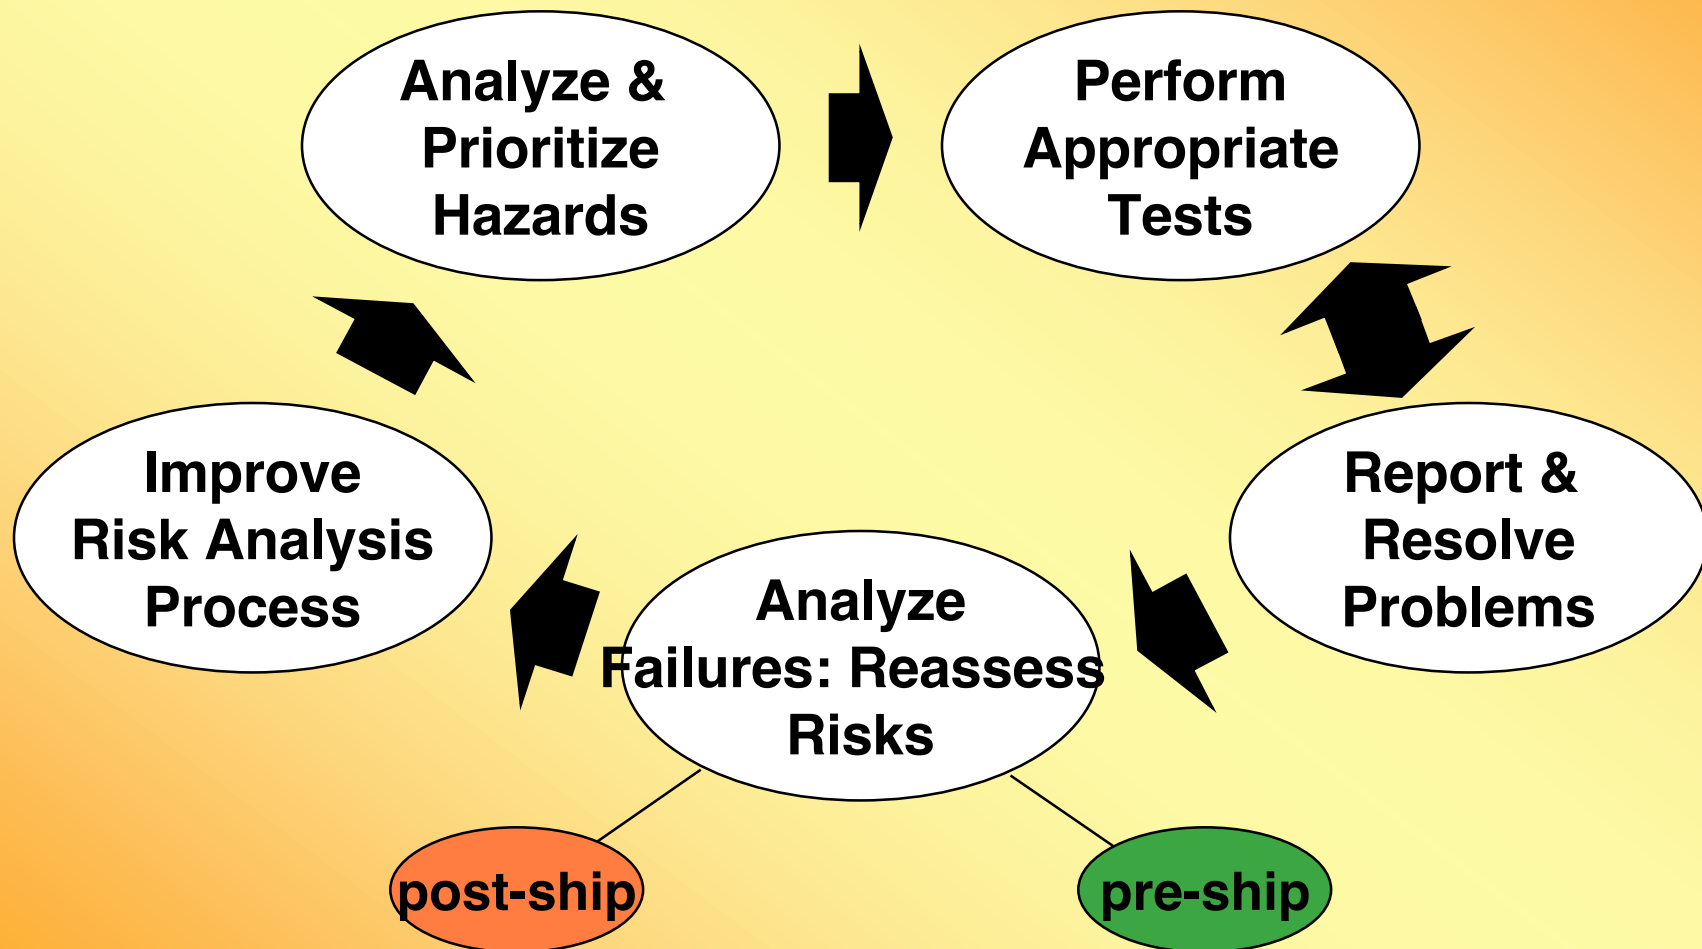 Analyze &
Prioritize
Hazards
Perform
Appropriate
Tests
Improve
Risk Analysis
Process
Report &
Resolve
Problems
Analyze
Failures: Reassess
Risks
post-ship
pre-ship